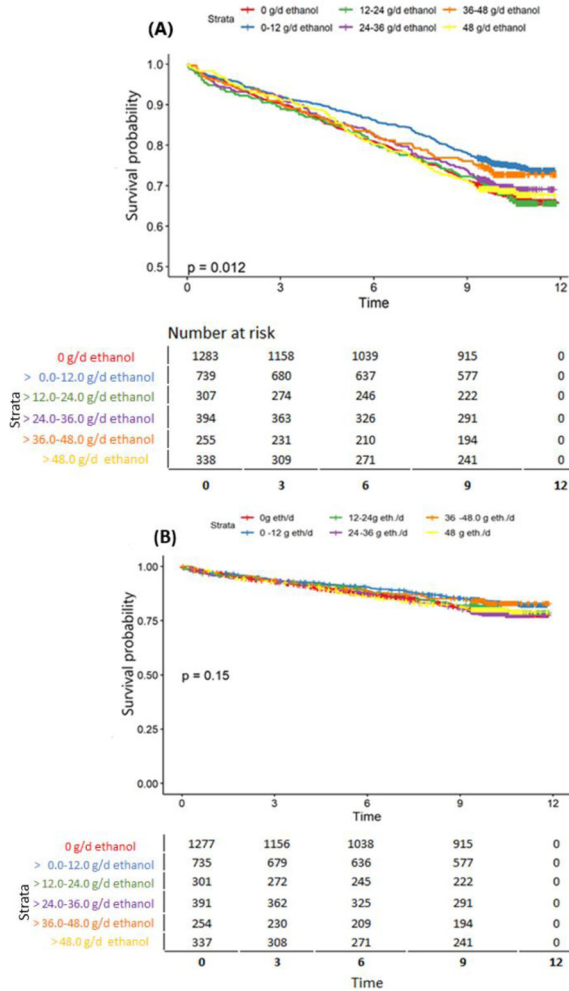 Strata 0 g/d ethanol 12-24 g/d ethanol 36-48 g/d ethanol
0-12 g/d ethanol 24-36 g/d ethanol 48 g/d ethanol
(A)
Survival probability
1.0
0.9
0.8
0.7
0.6
0.5
p = 0.012
0 3 6 9 12
Time
Number at risk
Strata
0 g/d ethanol 1283 1158 1039 915 0
> 0.0-12.0 g/d ethanol 739 680 637 577 0
>12.0-24.0 g/d ethanol 307 274 246 222 0
>24.0-36.0 g/d ethanol 394 363 326 291 0
>36.0-48.0 g/d ethanol 255 231 210 194 0
>48.0 g/d ethanol 338 309 271 241 0
0 3 6 9 12
(B)
Strata 0g eth/d 12-24g eth./d 36 -48.0 g eth./d
0 -12 g eth/d 24-36 g eth./d 48 g eth./d
Survival probability
1.00
0.75
0.50
0.25
0.00
p = 0.15
0 3 6 9 12
Time
Strata
0 g/d ethanol 1277 1156 1038 915 0
> 0.0-12.0 g/d ethanol 735 679 636 577 0
>12.0-24.0 g/d ethanol 301 272 245 222 0
>24.0-36.0 g/d ethanol 391 362 325 291 0
>36.0-48.0 g/d ethanol 254 230 209 194 0
>48.0 g/d ethanol 337 308 271 241 0
0 3 6 9 12
Time